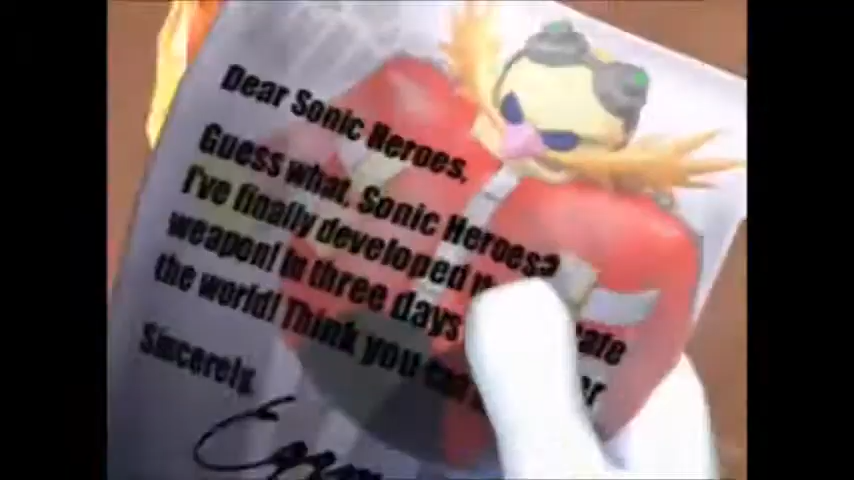 Dear Sonic Heroes,
Guess what, Sonic Heroes?
I've finally developed
weapon! In three days
the world! Think you can
Sincerely,